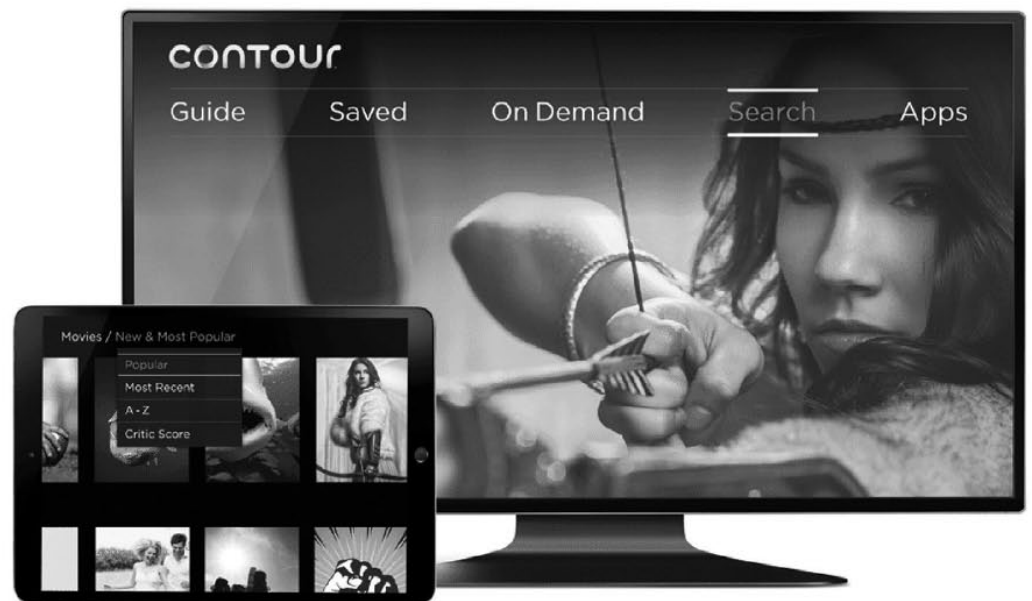 contour
Guide Saved On Demand Search Apps
Movies / New & Most Popular
Popular
Most Recent
A-Z
Critic Score